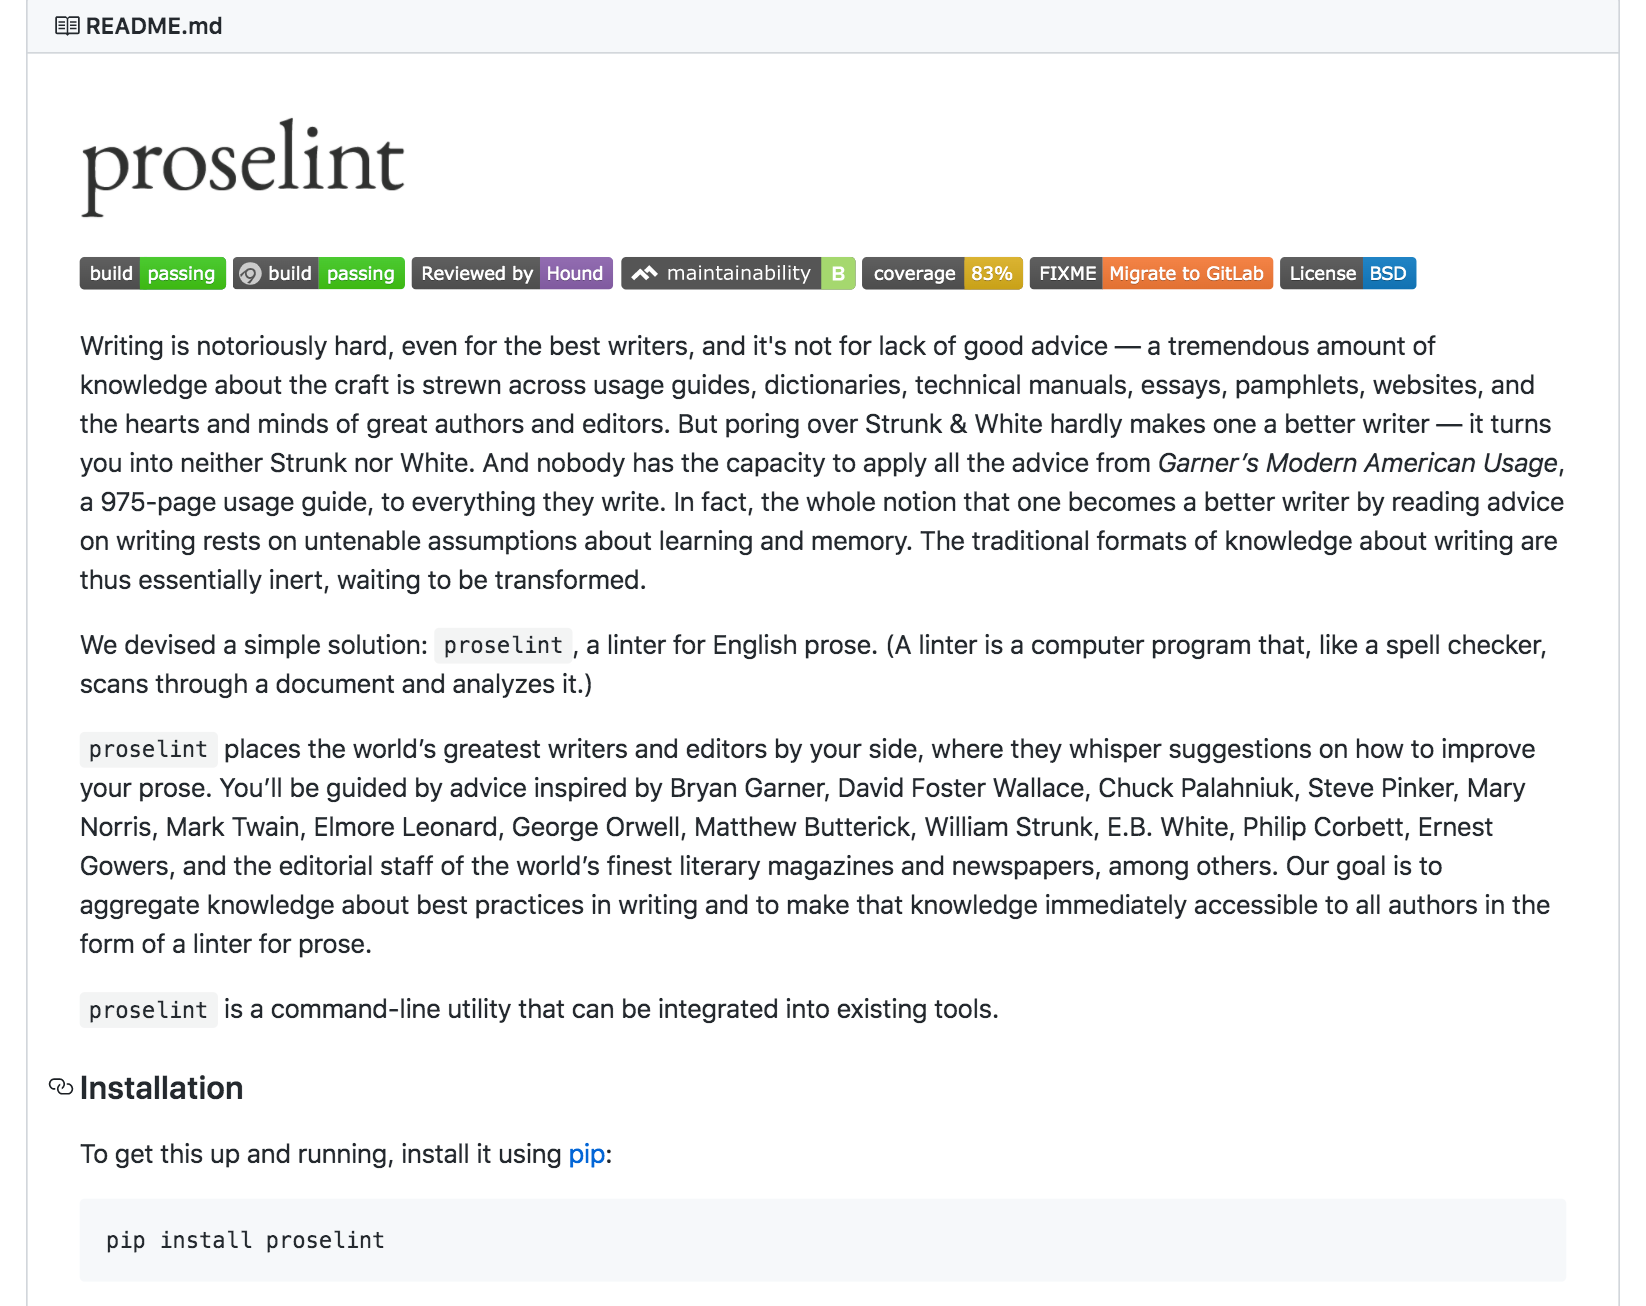 README.md
proselint
build passing build passing Reviewed by Hound maintainability B coverage 83% FIXME Migrate to GitLab License BSD
Writing is notoriously hard, even for the best writers, and it's not for lack of good advice — a tremendous amount of
knowledge about the craft is strewn across usage guides, dictionaries, technical manuals, essays, pamphlets, websites, and
the hearts and minds of great authors and editors. But poring over Strunk & White hardly makes one a better writer — it turns
you into neither Strunk nor White. And nobody has the capacity to apply all the advice from Garner’s Modern American Usage,
a 975-page usage guide, to everything they write. In fact, the whole notion that one becomes a better writer by reading advice
on writing rests on untenable assumptions about learning and memory. The traditional formats of knowledge about writing are
thus essentially inert, waiting to be transformed.
We devised a simple solution: proselint, a linter for English prose. (A linter is a computer program that, like a spell checker,
scans through a document and analyzes it.)
proselint places the world’s greatest writers and editors by your side, where they whisper suggestions on how to improve
your prose. You’ll be guided by advice inspired by Bryan Garner, David Foster Wallace, Chuck Palahniuk, Steve Pinker, Mary
Norris, Mark Twain, Elmore Leonard, George Orwell, Matthew Butterick, William Strunk, E.B. White, Philip Corbett, Ernest
Gowers, and the editorial staff of the world’s finest literary magazines and newspapers, among others. Our goal is to
aggregate knowledge about best practices in writing and to make that knowledge immediately accessible to all authors in the
form of a linter for prose.
proselint is a command-line utility that can be integrated into existing tools.
Installation
To get this up and running, install it using pip:
pip install proselint